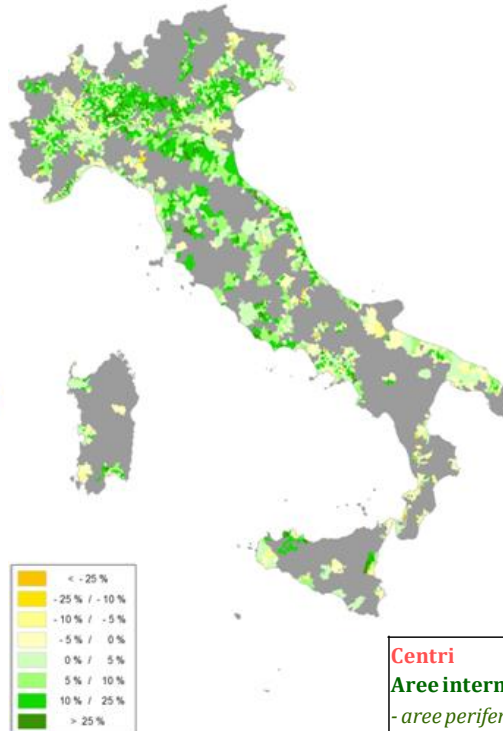 < - 25 %
- 25 % / - 10 %
- 10 % / - 5 %
- 5 % / 0 %
0 % / 5 %
5 % / 10 %
10 % / 25 %
> 25 %
Centri
Aree intern
- aree perifer